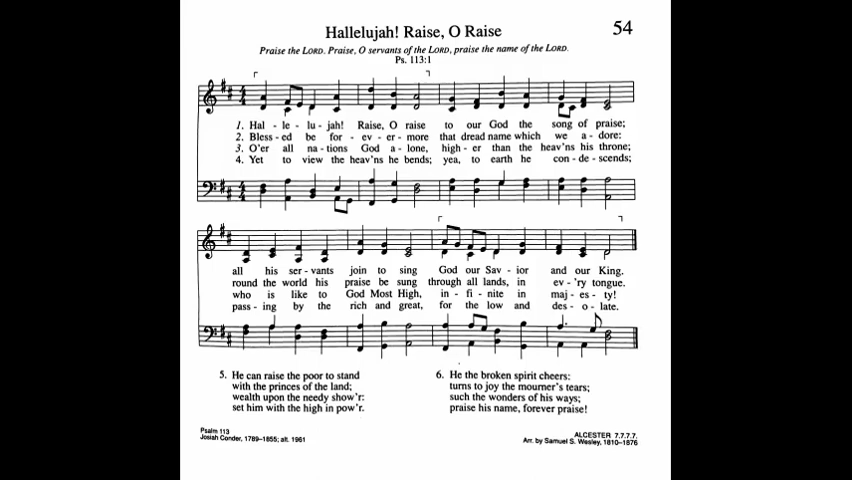 Hallelujah! Raise, O Raise
54
Praise the LORD. Praise, O servants of the LORD, praise the name of the LORD.
Ps. 113:1
1. Hal - le - lu - jah! Raise, O raise to our God the song of praise;
2. Bless - ed be for - ev - er - more that dread name which we a - dore:
3. O'er all na - tions God a - lone, high - er than the heav'ns his throne;
4. Yet to view the heav'ns he bends; yea, to earth he con - de - scends;
all his ser - vants join to sing God our Sav - ior and our King.
round the world his praise be sung through all lands, in ev - 'ry tongue.
who is like to God Most High, in - fi - nite in maj - es - ty!
pass - ing by the rich and great, for the low and des - o - late.
5. He can raise the poor to stand
with the princes of the land;
wealth upon the needy show'r:
set him with the high in pow'r.
6. He the broken spirit cheers:
turns to joy the mourner's tears;
such the wonders of his ways;
praise his name, forever praise!
Psalm 113
Josiah Conder, 1789–1855; alt. 1961
ALCESTER 7.7.7.7.
Arr. by Samuel S. Wesley, 1810–1876